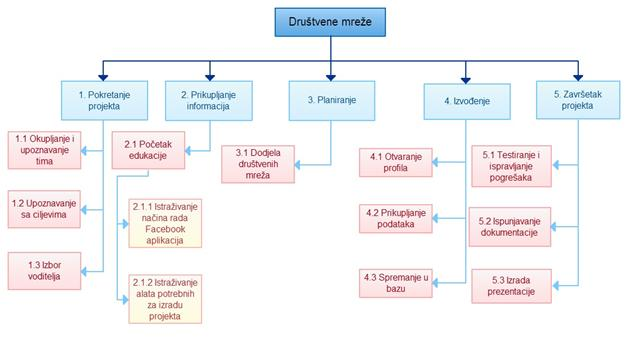 Društvene mreže
1. Pokretanje
projekta
2. Prikupljanje
informacija
3. Planiranje
4. Izvođenje
5. Završetak
projekta
1.1 Okupljanje i
upoznavanje
tima
1.2 Upoznavanje
sa ciljevima
1.3 Izbor
voditelja
2.1 Početak
edukacije
2.1.1 Istraživanje
načina rada
Facebook
aplikacija
2.1.2 Istraživanje
alata potrebnih
za izradu
projekta
3.1 Dodjela
društvenih
mreža
4.1 Otvaranje
profila
4.2 Prikupljanje
podataka
4.3 Spremanje u
bazu
5.1 Testiranje i
ispravljanje
pogrešaka
5.2 Ispunjavanje
dokumentacije
5.3 Izrada
prezentacije